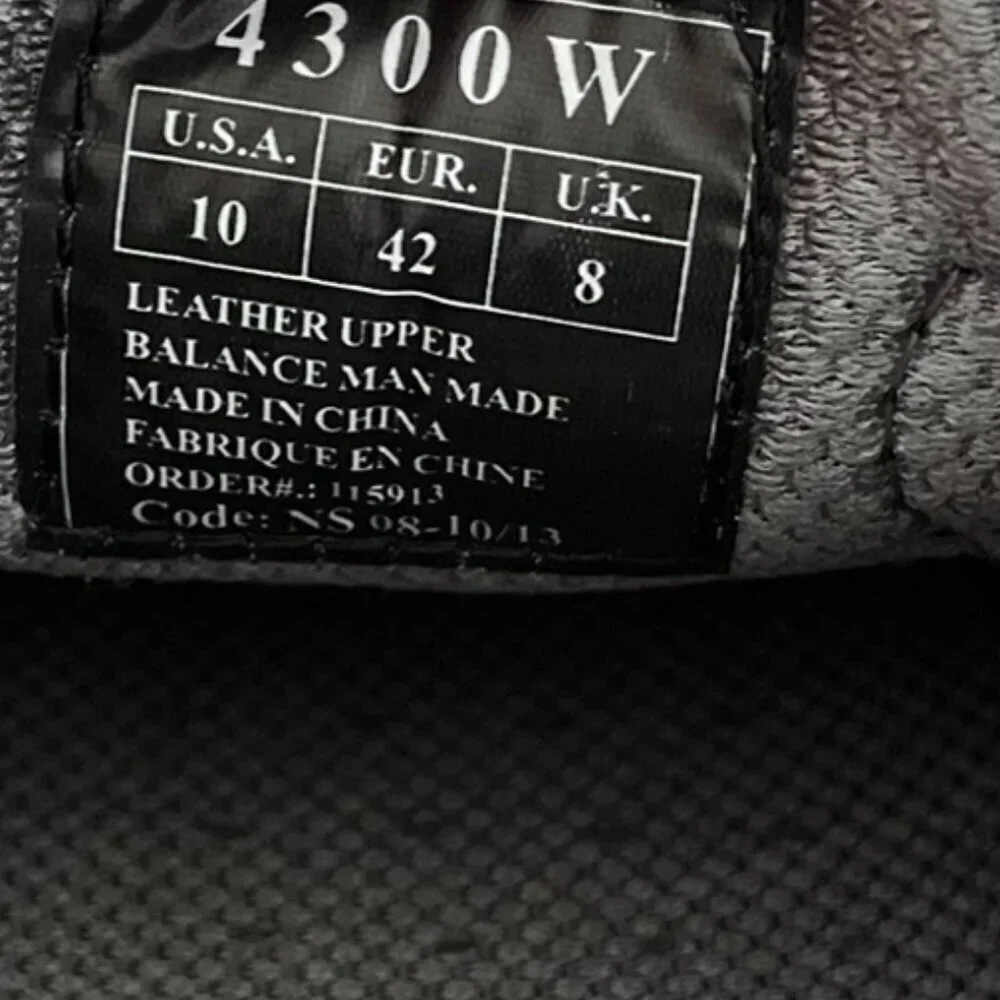 4300W
U.S.A. EUR. U.K.
10 42 8
LEATHER UPPER
BALANCE MAN MADE
MADE IN CHINA
FABRIQUE EN CHINE
ORDER#.: 115913
Code: NS 08-10/13